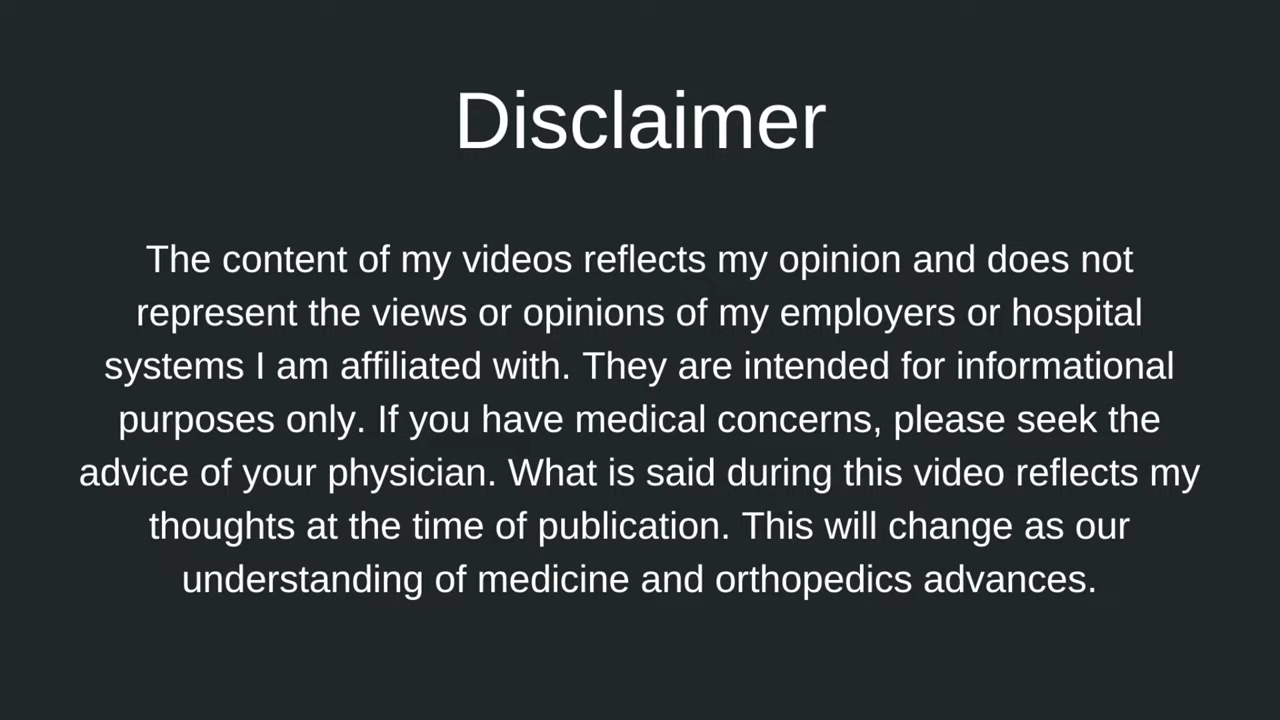 Disclaimer
The content of my videos reflects my opinion and does not
represent the views or opinions of my employers or hospital
systems I am affiliated with. They are intended for informational
purposes only. If you have medical concerns, please seek the
advice of your physician. What is said during this video reflects my
thoughts at the time of publication. This will change as our
understanding of medicine and orthopedics advances.